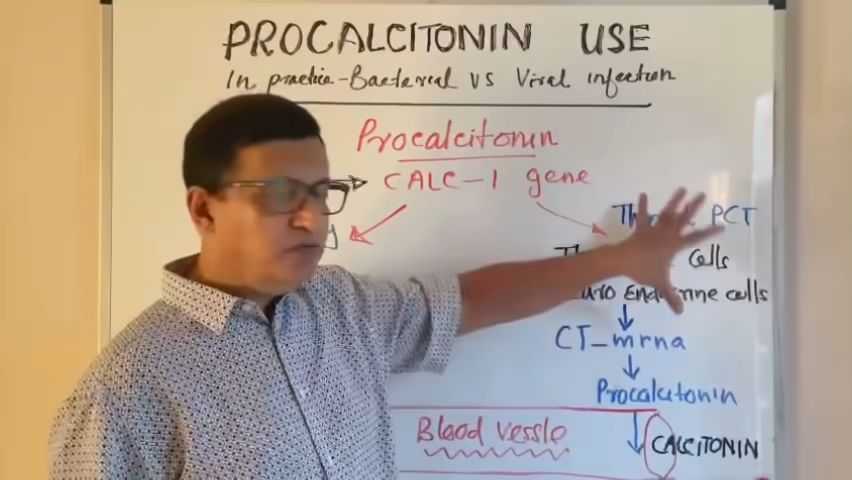 PROCALCITONIN USE
In practice-Bacterial vs Viral infection
Procalcitonin
CALC-1 gene
PCT
cells
cells
CT_mrna
Procalcitonin
Blood vessle
CALCITONIN